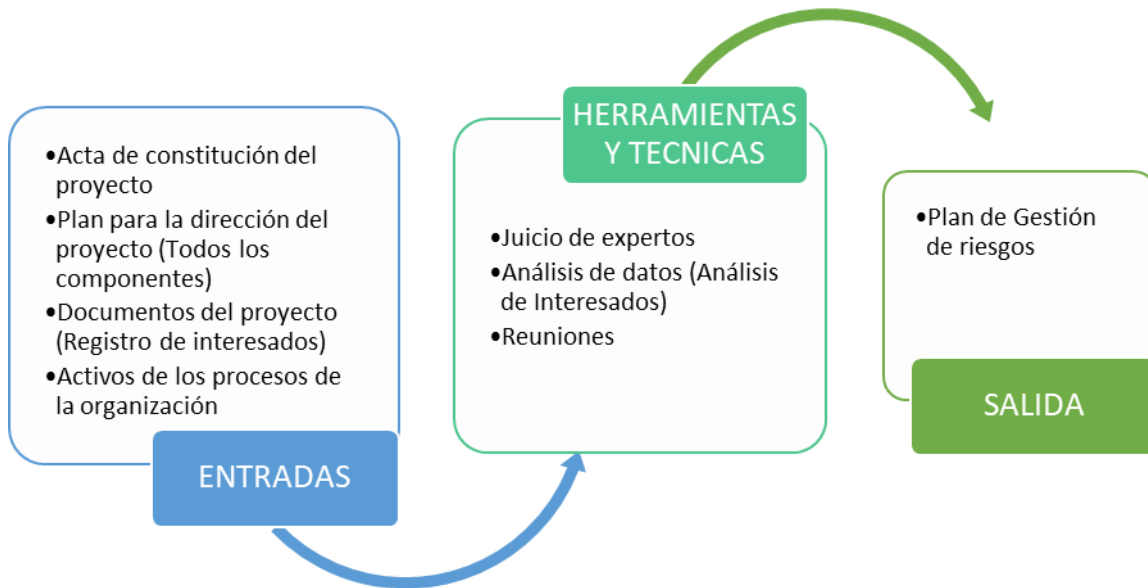 •Acta de constitución del
proyecto
•Plan para la dirección del
proyecto (Todos los
componentes)
•Documentos del proyecto
(Registro de interesados)
•Activos de los procesos de
la organización
ENTRADAS
HERRAMIENTAS
Y TECNICAS
•Juicio de expertos
•Análisis de datos (Análisis
de Interesados)
•Reuniones
•Plan de Gestión
de riesgos
SALIDA